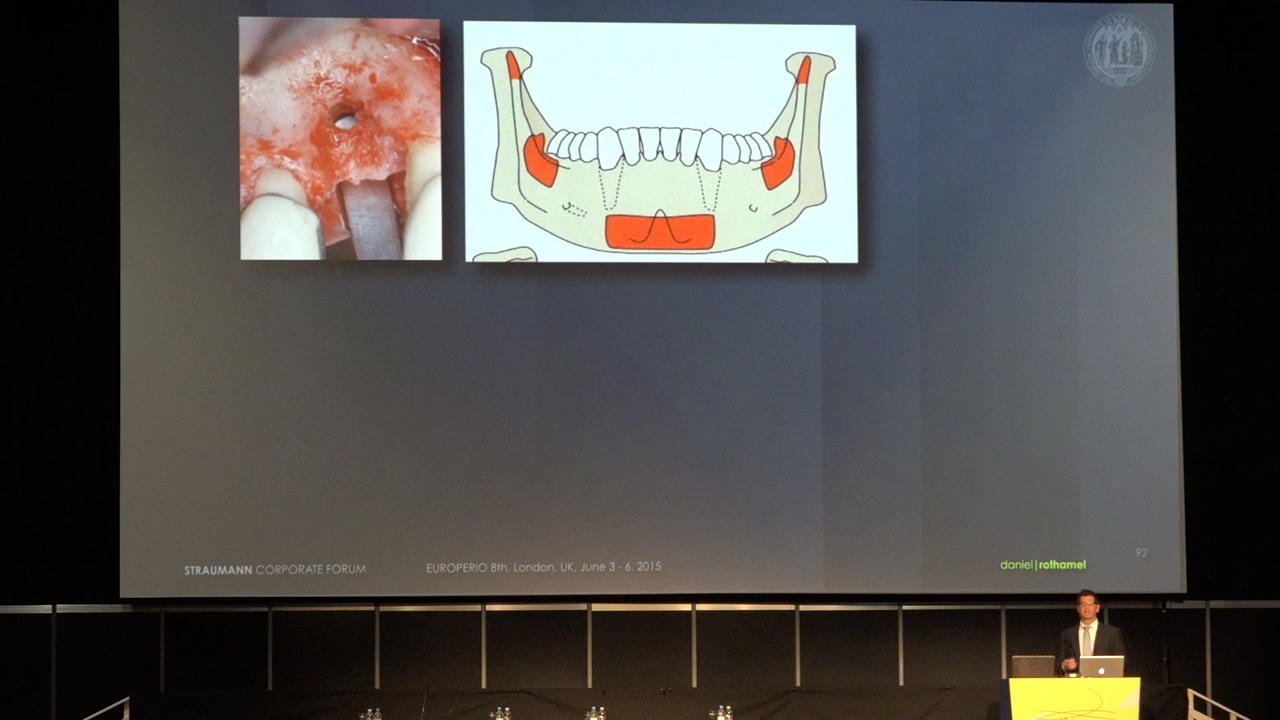 92
STRAUMANN CORPORATE FORUM
EUROPERIO 8th, London, UK, June 3 - 6, 2015
daniel|rothamel